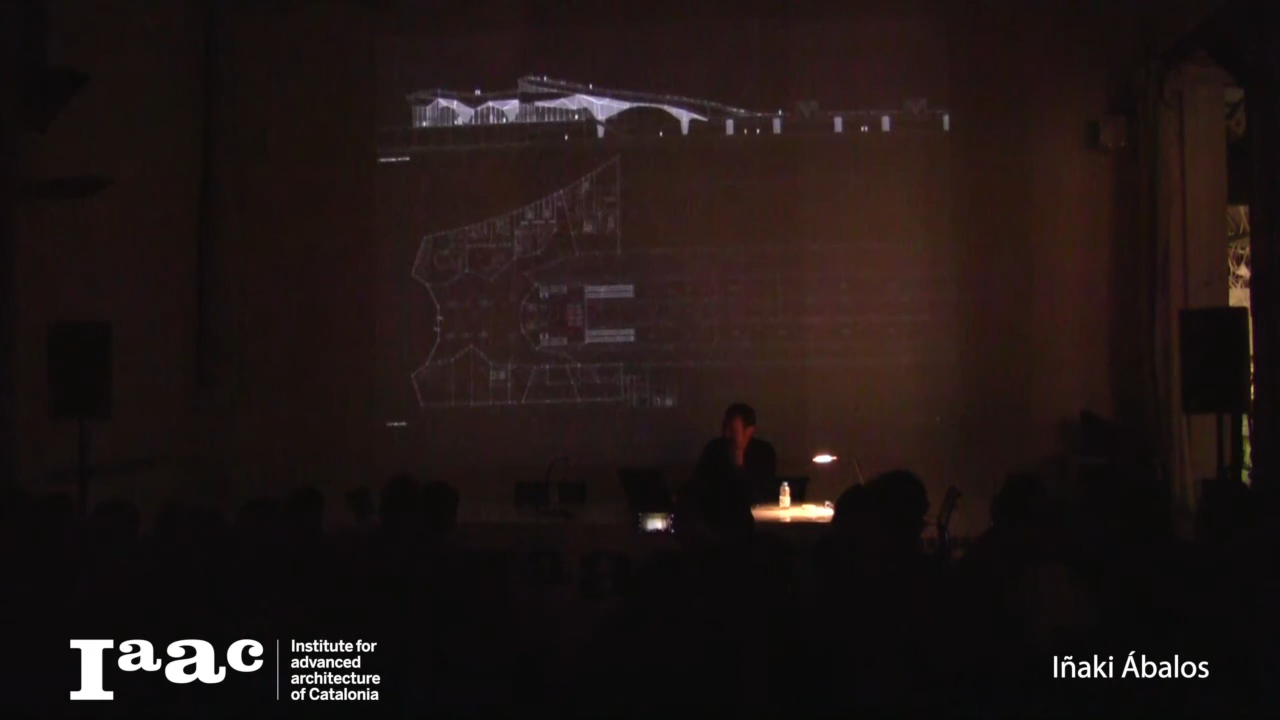 Iaac
Institute for
advanced
architecture
of Catalonia
Iñaki Ábalos